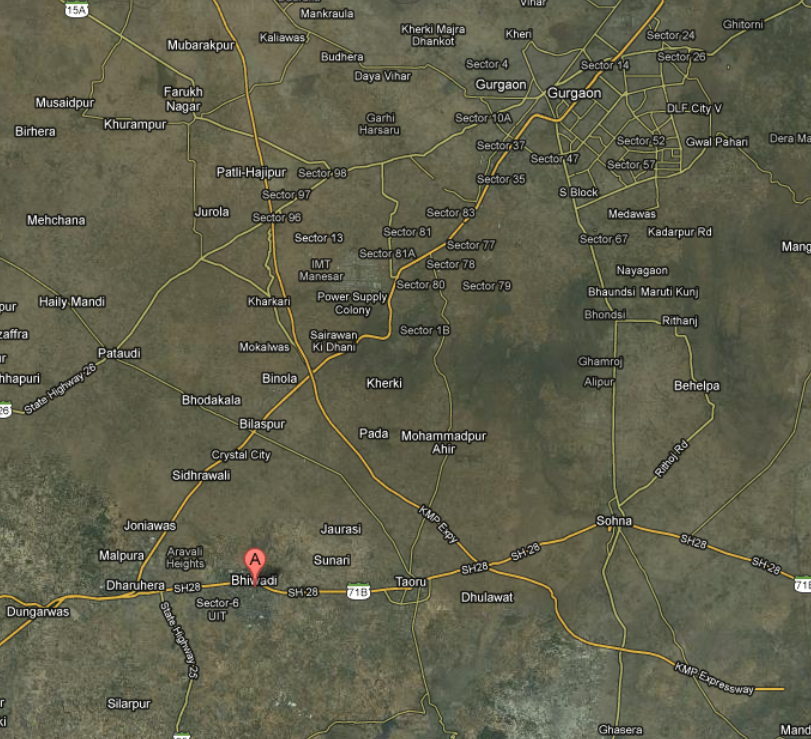 Vihar
15A
Mankraula
Kherki Majra
Dhankot
Kheri
Sector 24
Ghitorni
Kaliawas
Mubarakpur
Budhera
Sector 4
Sector 14
Sector 26
Daya Vihar
Gurgaon
Gurgaon
Farukh
Nagar
Musaidpur
DLF City V
Khurampur
Garhi
Harsaru
Sector 10A
Birhera
Sector 37
Sector 52
Gwal Pahari
Dera Ma
Sector 47
Sector 57
Patli-Hajipur
Sector 98
Sector 35
Sector 97
S Block
Jurola
Sector 96
Sector 83
Medawas
Mehchana
Sector 13
Sector 81
Kadarpur Rd
Sector 67
Sector 77
Mang
Sector 81A
IMT
Manesar
Sector 78
Nayagaon
Sector 80
Sector 79
Bhaundsi
Maruti Kunj
Haily Mandi
Kharkari
Power Supply
Colony
pur
Bhondsi
Rithanj
zaffra
Sairawan
Ki Dhani
Sector 1B
Mokalwas
Pataudi
Ghamroj
hhapuri
Binola
Kherki
Alipur
Behelpa
State Highway 26
26
Bhodakala
Bilaspur
Pada
Mohammadpur
Ahir
Crystal City
Rithoj Rd
Sidhrawali
KMP Expy
Sohna
Joniawas
Jaurasi
SH28
Malpura
Aravali
Heights
A
Sunari
SH-28
SH28
SH-28
Dharuhera
SH28
Bhiwadi
SH-28
71B
Taoru
71B
Dhulawat
Dungarwas
Sector-6
UIT
State Highway 25
KMP Expressway
Silarpur
Ghasera
Mand